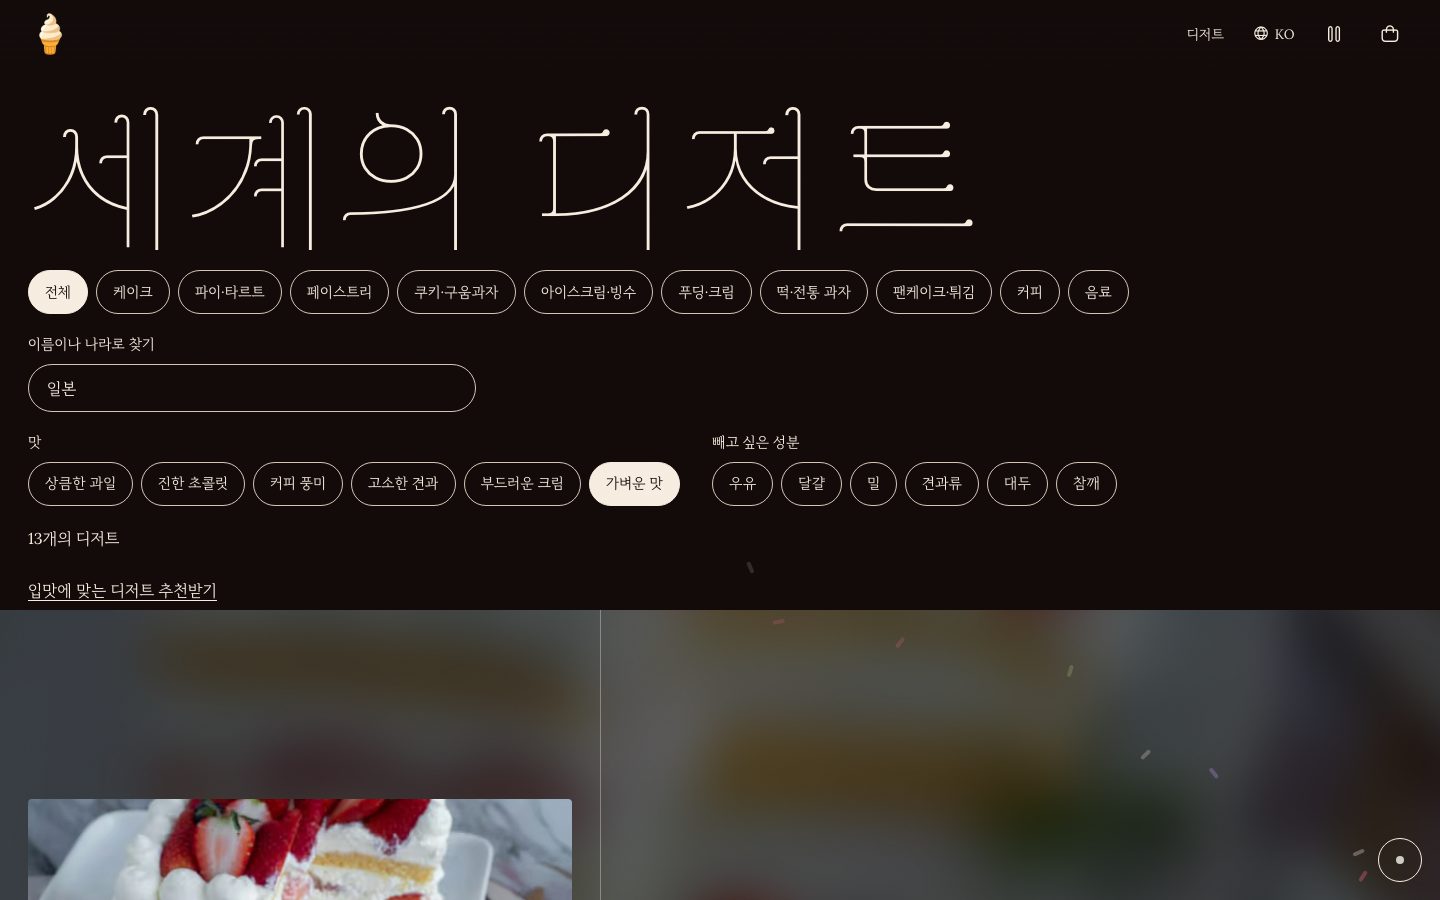 디저트 KO
세계의 디저트
전체 케이크 파이·타르트 페이스트리 쿠키·구움과자 아이스크림·빙수 푸딩·크림 떡·전통 과자 팬케이크·튀김 커피 음료
이름이나 나라로 찾기
일본
맛 빼고 싶은 성분
상큼한 과일 진한 초콜릿 커피 풍미 고소한 견과 부드러운 크림 가벼운 맛 우유 달걀 밀 견과류 대두 참깨
13개의 디저트
입맛에 맞는 디저트 추천받기